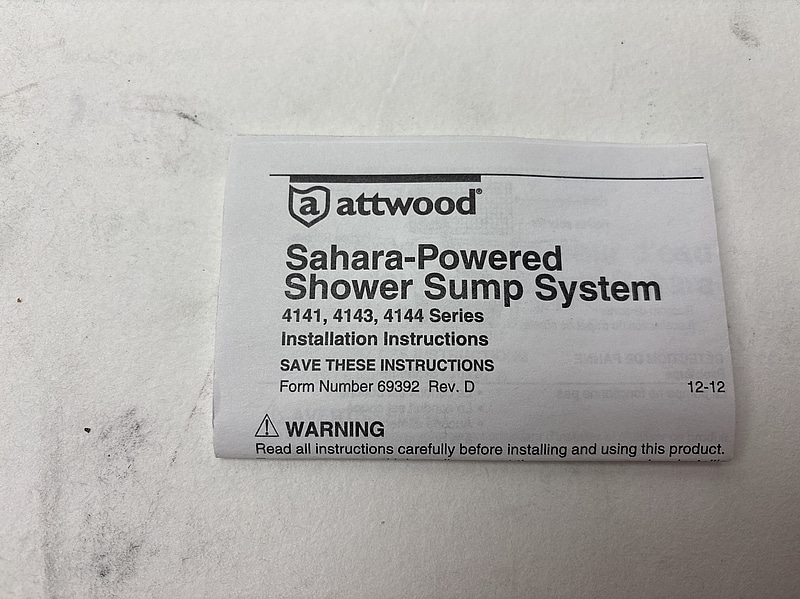 a attwood®
Sahara-Powered
Shower Sump System
4141, 4143, 4144 Series
Installation Instructions
SAVE THESE INSTRUCTIONS
Form Number 69392 Rev. D 12-12
⚠ WARNING
Read all instructions carefully before installing and using this product.